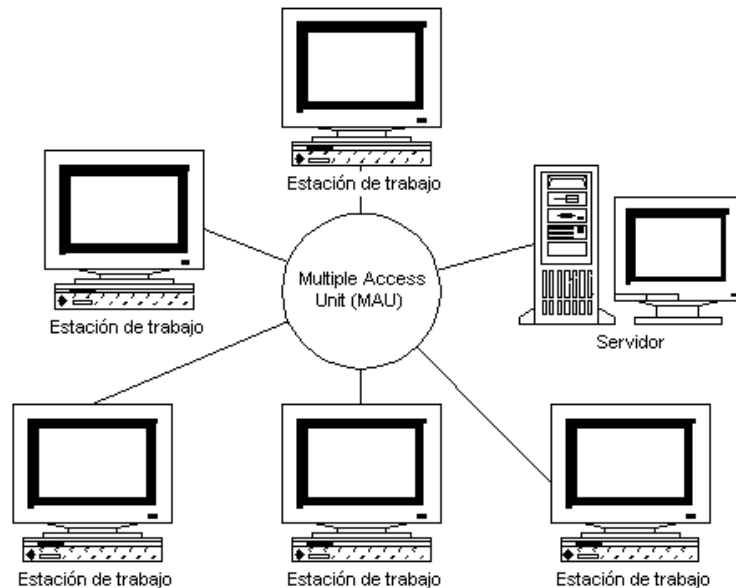 Estación de trabajo
Estación de trabajo
Multiple Access
Unit (MAU)
Servidor
Estación de trabajo
Estación de trabajo
Estación de trabajo